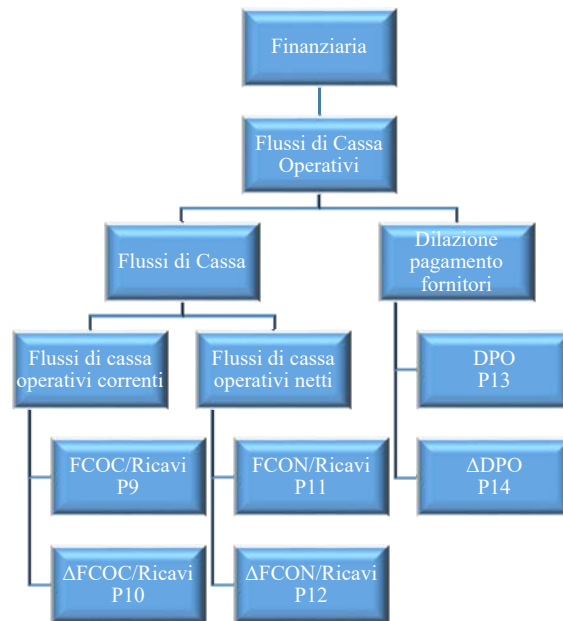 Finanziaria
Flussi di Cassa
Operativi
Flussi di Cassa
Dilazione
pagamento
fornitori
Flussi di cassa
operativi correnti
Flussi di cassa
operativi netti
DPO
P13
FCOC/Ricavi
P9
FCON/Ricavi
P11
ΔDPO
P14
ΔFCOC/Ricavi
P10
ΔFCON/Ricavi
P12